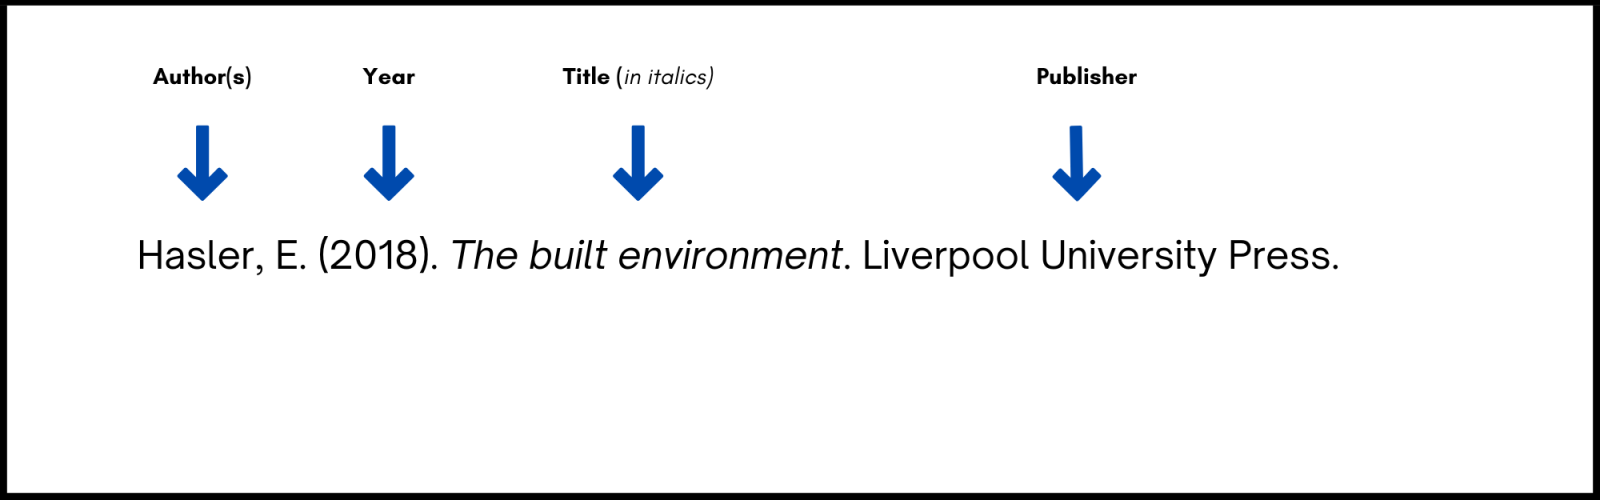 Author(s) Year Title (in italics) Publisher
Hasler, E. (2018). The built environment. Liverpool University Press.